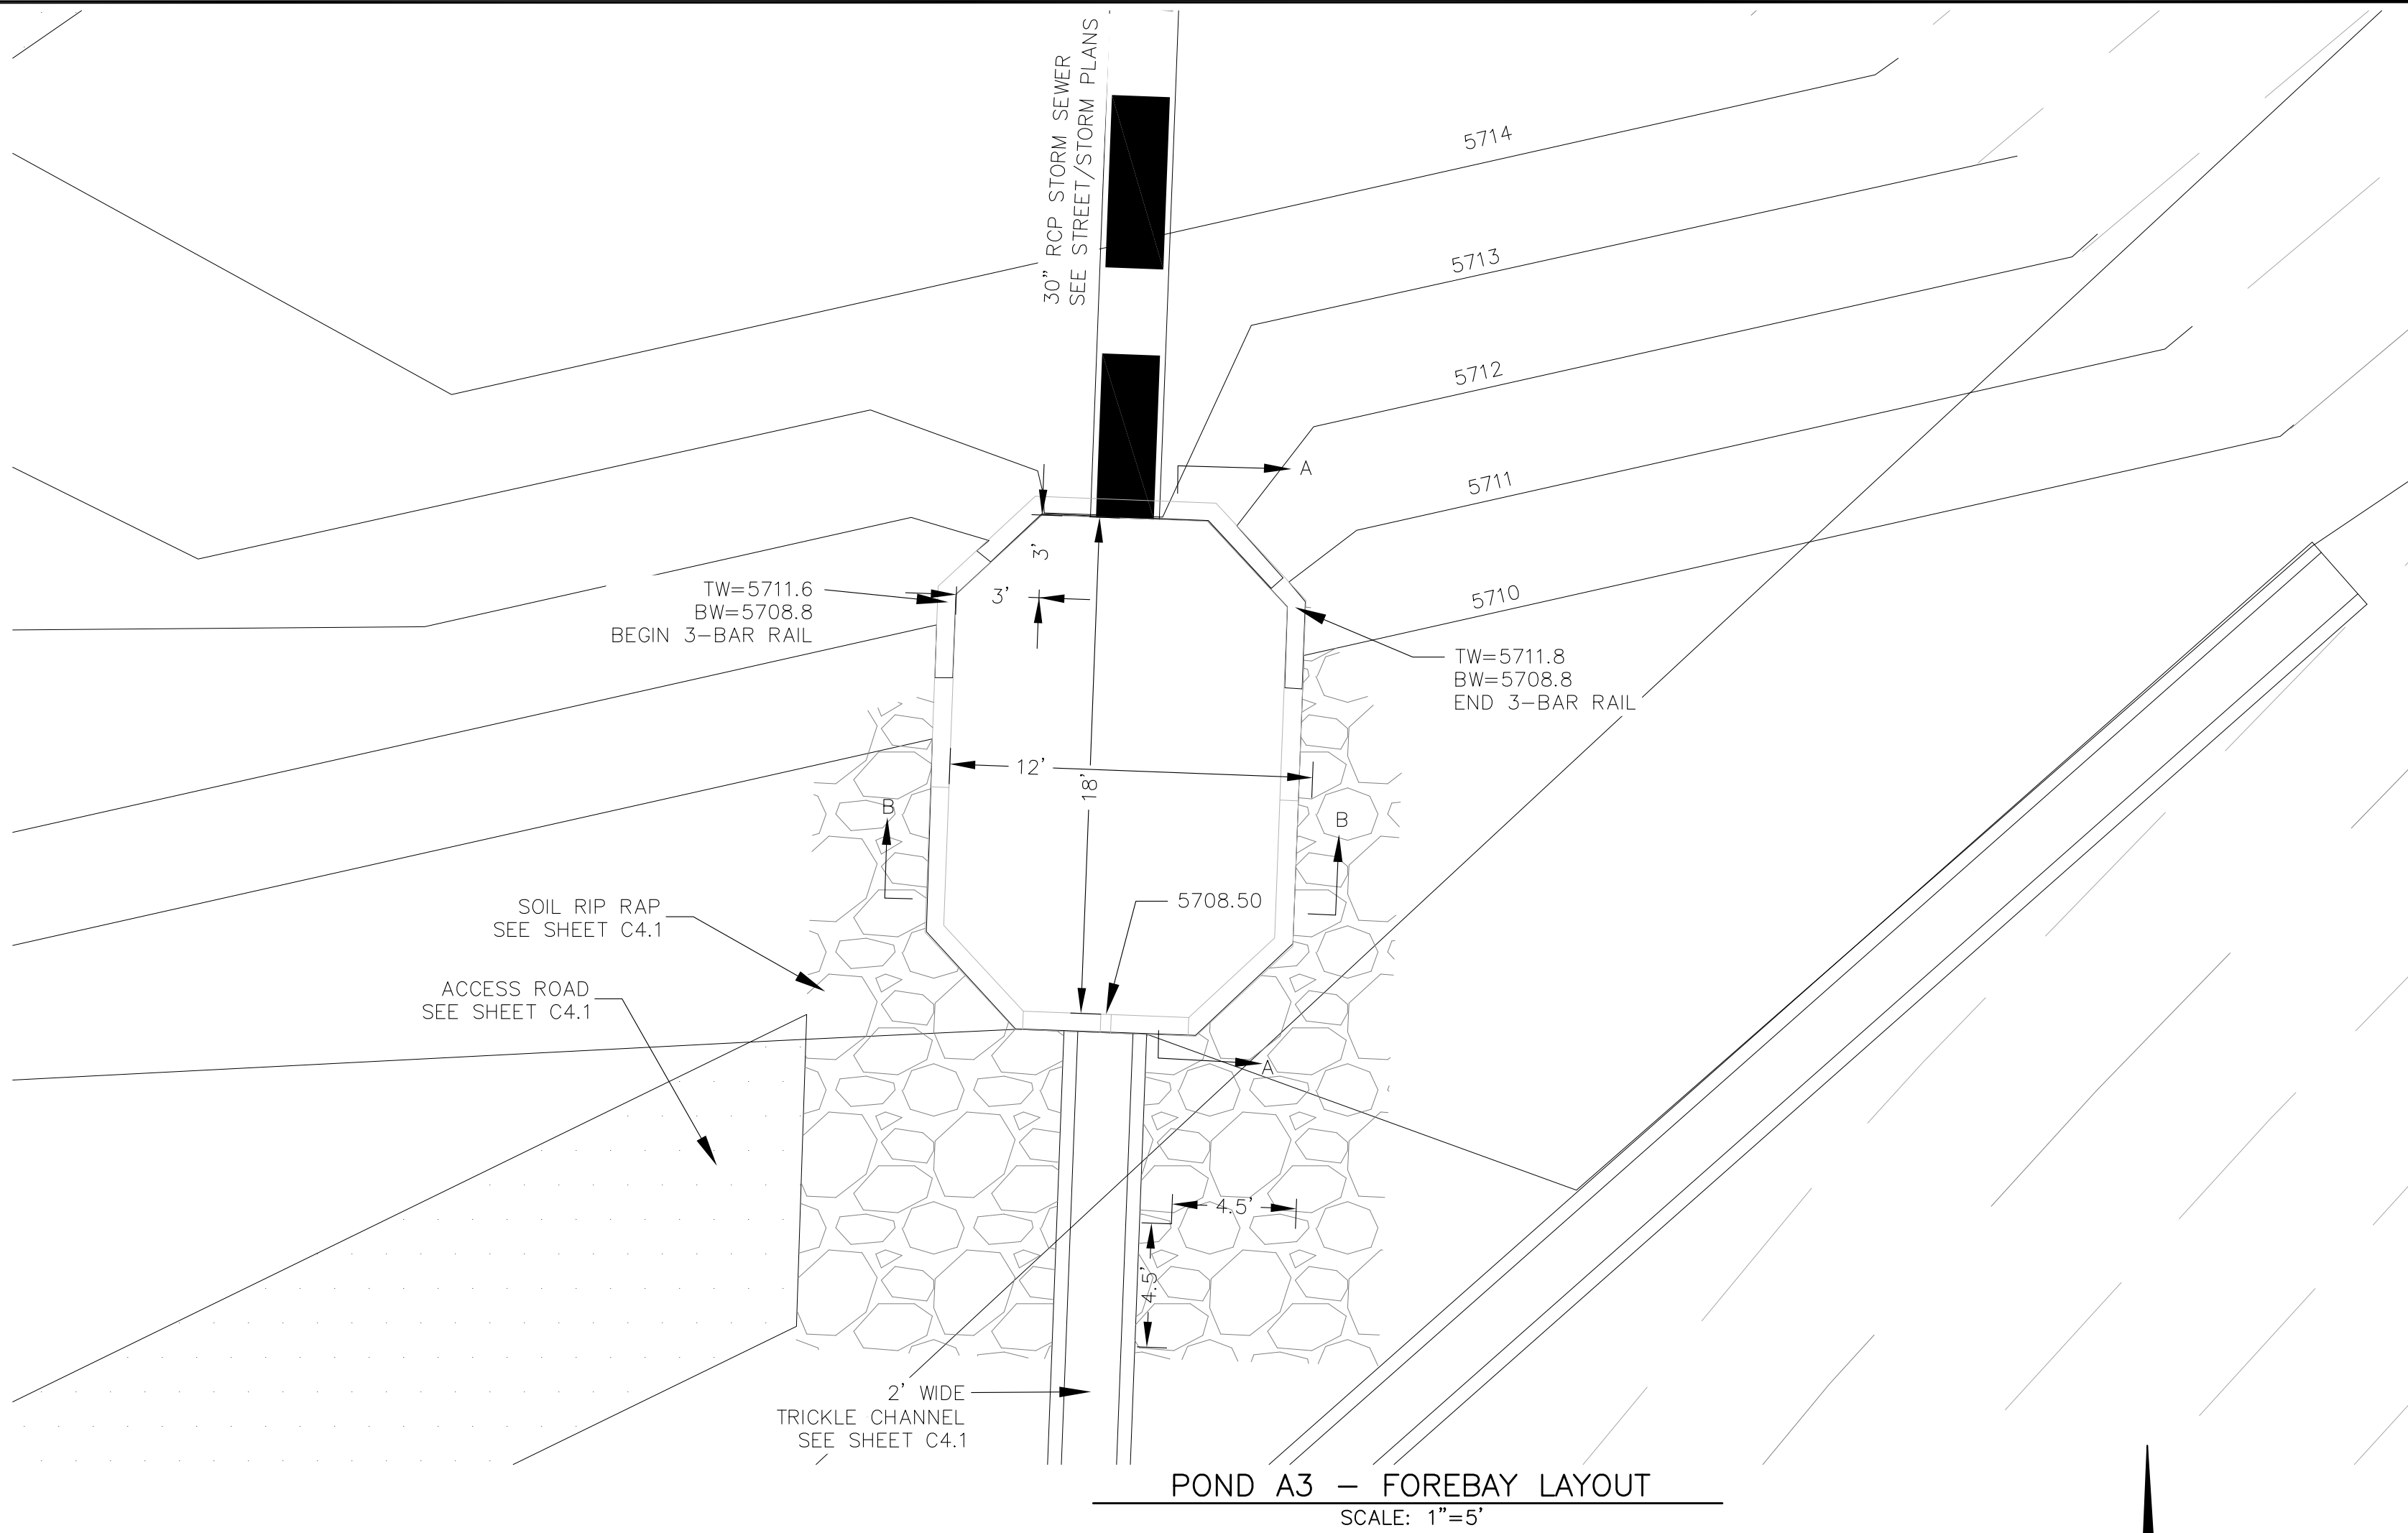 30" RCP STORM SEWER
SEE STREET/STORM PLANS
5714
5713
5712
5711
5710
A
3'
3'
TW=5711.6
BW=5708.8
BEGIN 3-BAR RAIL
TW=5711.8
BW=5708.8
END 3-BAR RAIL
12'
18'
B
B
5708.50
SOIL RIP RAP
SEE SHEET C4.1
ACCESS ROAD
SEE SHEET C4.1
A
4.5'
4.5'
2' WIDE
TRICKLE CHANNEL
SEE SHEET C4.1
POND A3 - FOREBAY LAYOUT
SCALE: 1"=5'